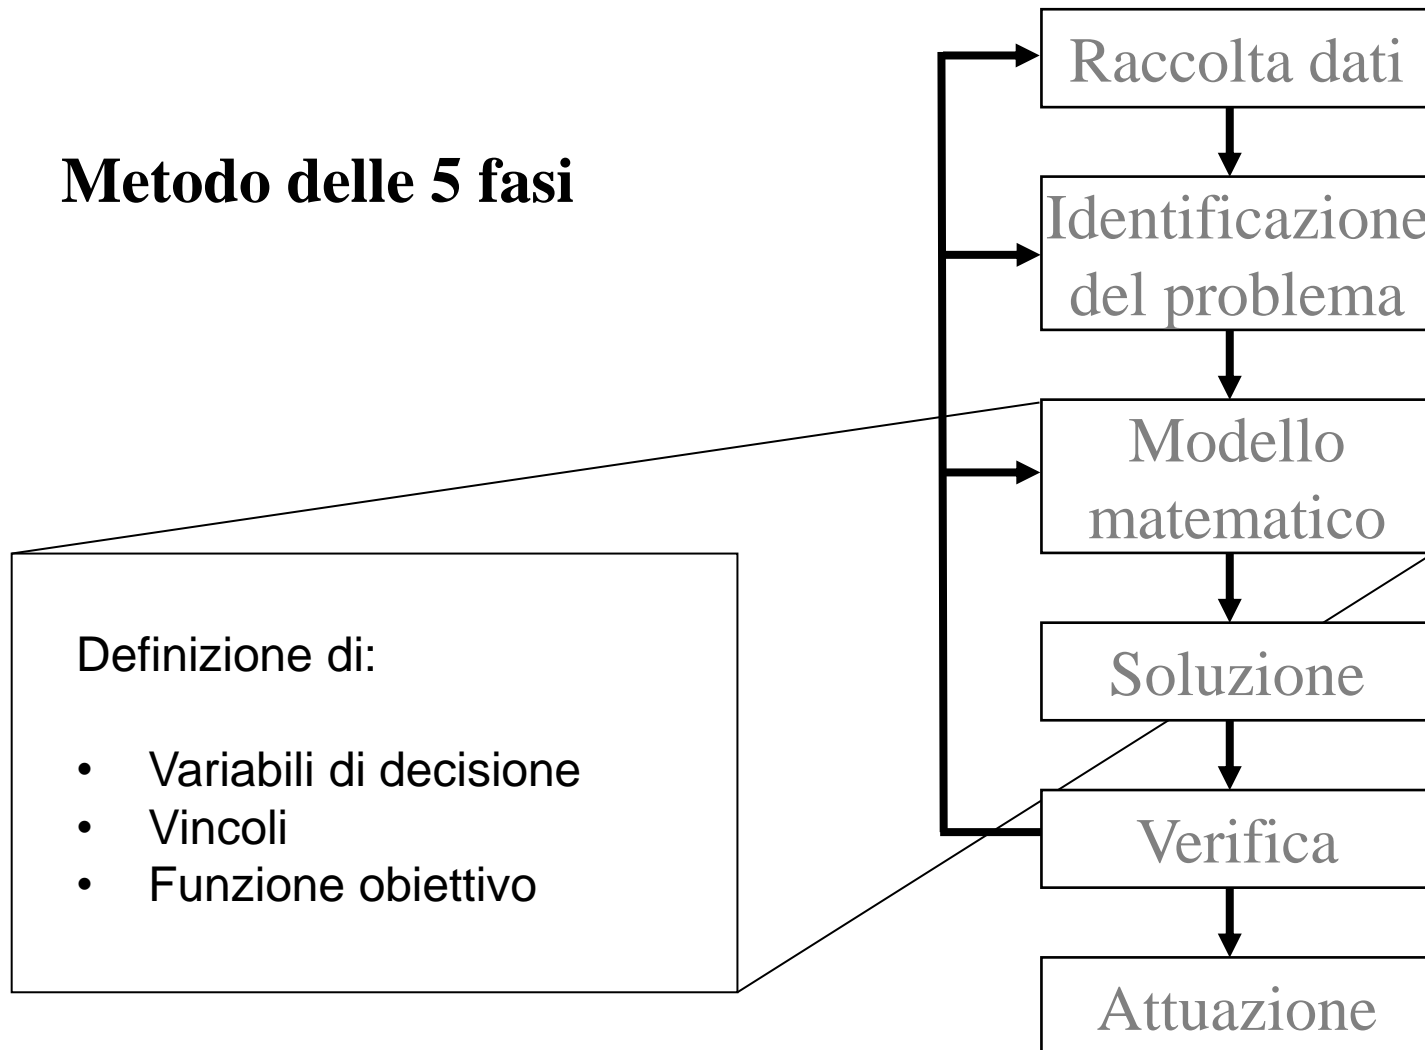 Metodo delle 5 fasi
Raccolta dati
Identificazione
del problema
Modello
matematico
Soluzione
Verifica
Attuazione
Definizione di:
• Variabili di decisione
• Vincoli
• Funzione obiettivo